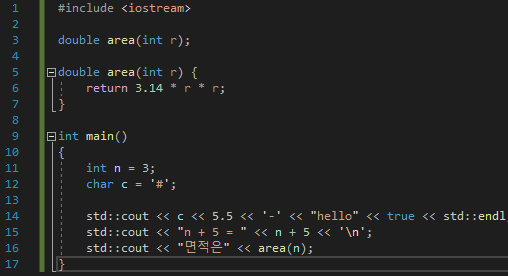 1 #include <iostream>
2
3 double area(int r);
4
5 double area(int r) {
6 return 3.14 * r * r;
7 }
8
9 int main()
10 {
11 int n = 3;
12 char c = '#';
13
14 std::cout << c << 5.5 << '-' << "hello" << true << std::endl
15 std::cout << "n + 5 = " << n + 5 << '\n';
16 std::cout << "면적은" << area(n);
17 }